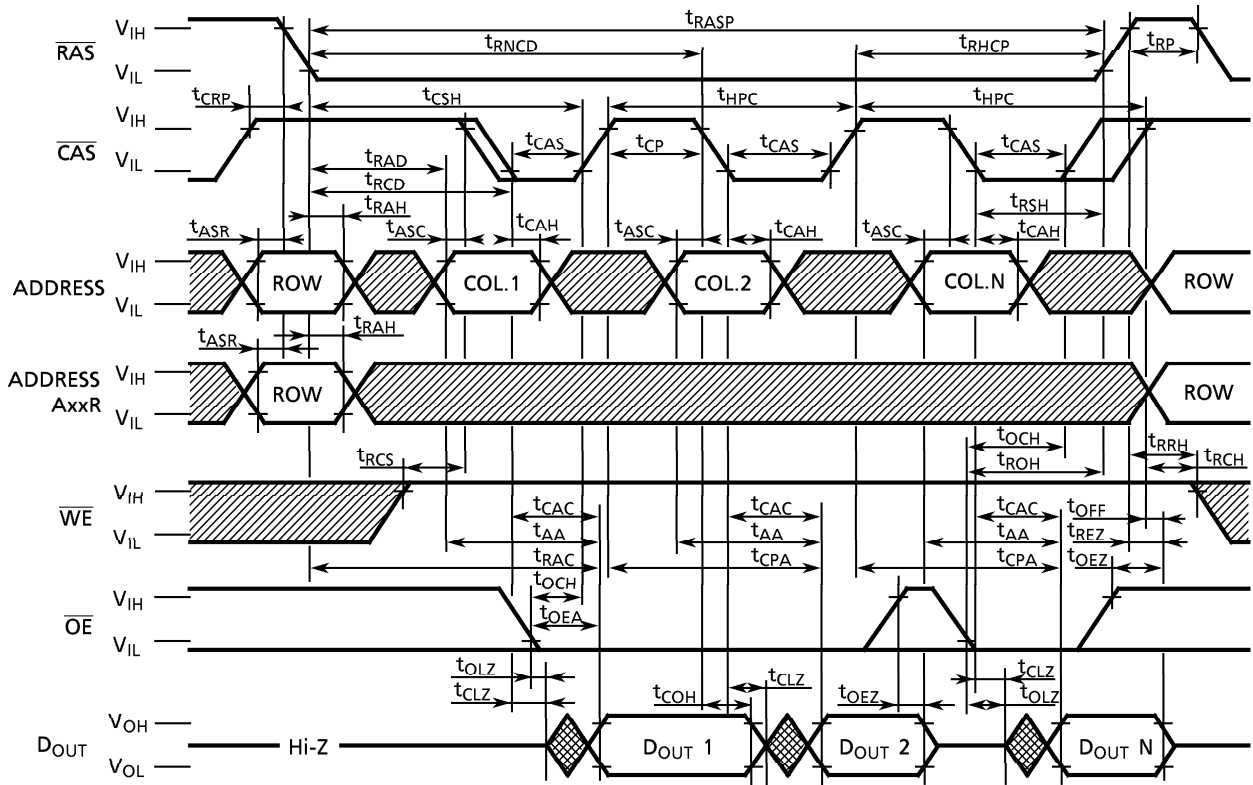 tRASP
VIH
RAS
tRNCD
tRHCP
tRP
VIL
tCRP
tCSH
tHPC
tHPC
VIH
CAS
tCAS
tCP
tCAS
tCAS
VIL
tRAD
tRCD
tRAH
tRSH
tASR
tASC
tCAH
tASC
tCAH
tASC
tCAH
VIH
ADDRESS
ROW
COL.1
COL.2
COL.N
ROW
VIL
tASR
tRAH
ADDRESS
AxxR
VIH
ROW
ROW
VIL
tOCH
tRRH
tRCS
tROH
tRCH
VIH
WE
tCAC
tCAC
tCAC
tOFF
VIL
tAA
tAA
tAA
tREZ
tRAC
tCPA
tCPA
tOEZ
tOCH
VIH
OE
tOEA
VIL
tOLZ
tCLZ
tCLZ
tCLZ
tCOH
tOEZ
tOLZ
VOH
DOUT
Hi-Z
DOUT 1
DOUT 2
DOUT N
VOL